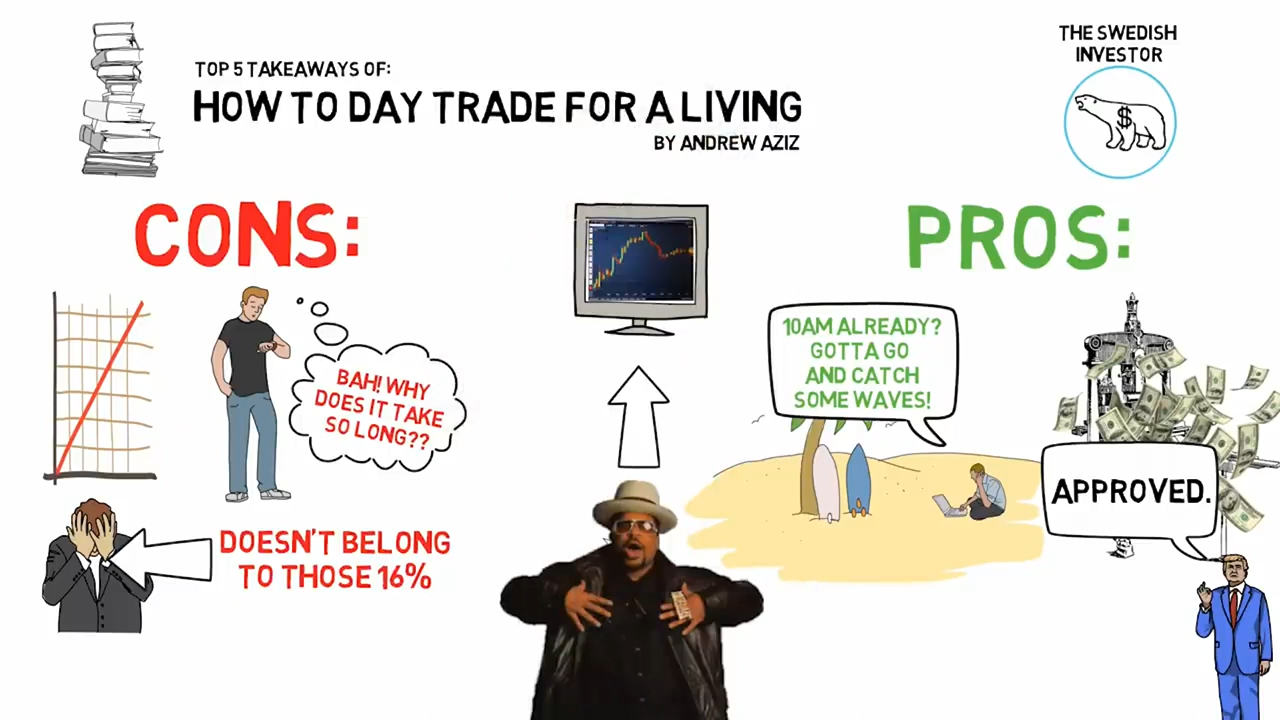 TOP 5 TAKEAWAYS OF:
HOW TO DAY TRADE FOR A LIVING
BY ANDREW AZIZ
THE SWEDISH
INVESTOR
$
CONS:
PROS:
BAH! WHY
DOES IT TAKE
SO LONG??
10AM ALREADY?
GOTTA GO
AND CATCH
SOME WAVES!
APPROVED.
DOESN'T BELONG
TO THOSE 16%